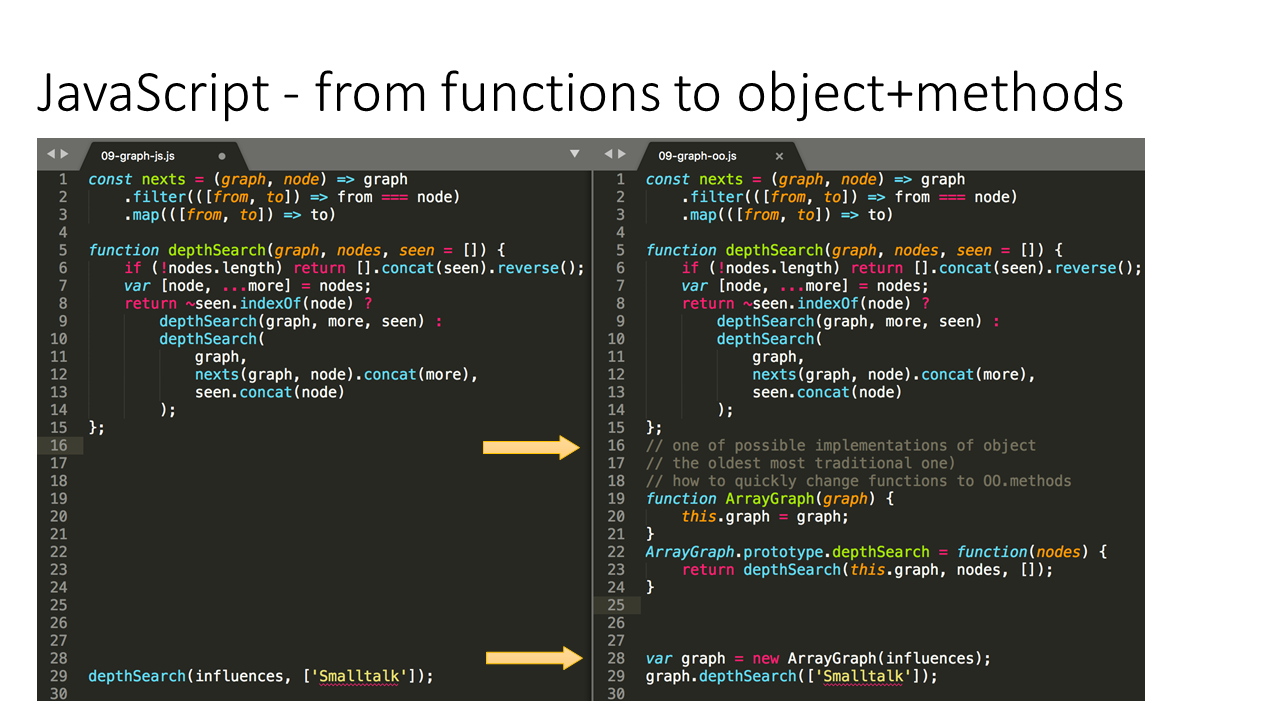 JavaScript - from functions to object+methods
09-graph-js.js
1 const nexts = (graph, node) => graph
2 .filter(([from, to]) => from === node)
3 .map(([from, to]) => to)
4
5 function depthSearch(graph, nodes, seen = []) {
6 if (!nodes.length) return [].concat(seen).reverse();
7 var [node, ...more] = nodes;
8 return ~seen.indexOf(node) ?
9 depthSearch(graph, more, seen) :
10 depthSearch(
11 graph,
12 nexts(graph, node).concat(more),
13 seen.concat(node)
14 );
15 };
16
17
18
19
20
21
22
23
24
25
26
27
28
29 depthSearch(influences, ['Smalltalk']);
30
09-graph-oo.js
1 const nexts = (graph, node) => graph
2 .filter(([from, to]) => from === node)
3 .map(([from, to]) => to)
4
5 function depthSearch(graph, nodes, seen = []) {
6 if (!nodes.length) return [].concat(seen).reverse();
7 var [node, ...more] = nodes;
8 return ~seen.indexOf(node) ?
9 depthSearch(graph, more, seen) :
10 depthSearch(
11 graph,
12 nexts(graph, node).concat(more),
13 seen.concat(node)
14 );
15 };
16 // one of possible implementations of object
17 // the oldest most traditional one)
18 // how to quickly change functions to OO.methods
19 function ArrayGraph(graph) {
20 this.graph = graph;
21 }
22 ArrayGraph.prototype.depthSearch = function(nodes) {
23 return depthSearch(this.graph, nodes, []);
24 }
25
26
27
28 var graph = new ArrayGraph(influences);
29 graph.depthSearch(['Smalltalk']);
30